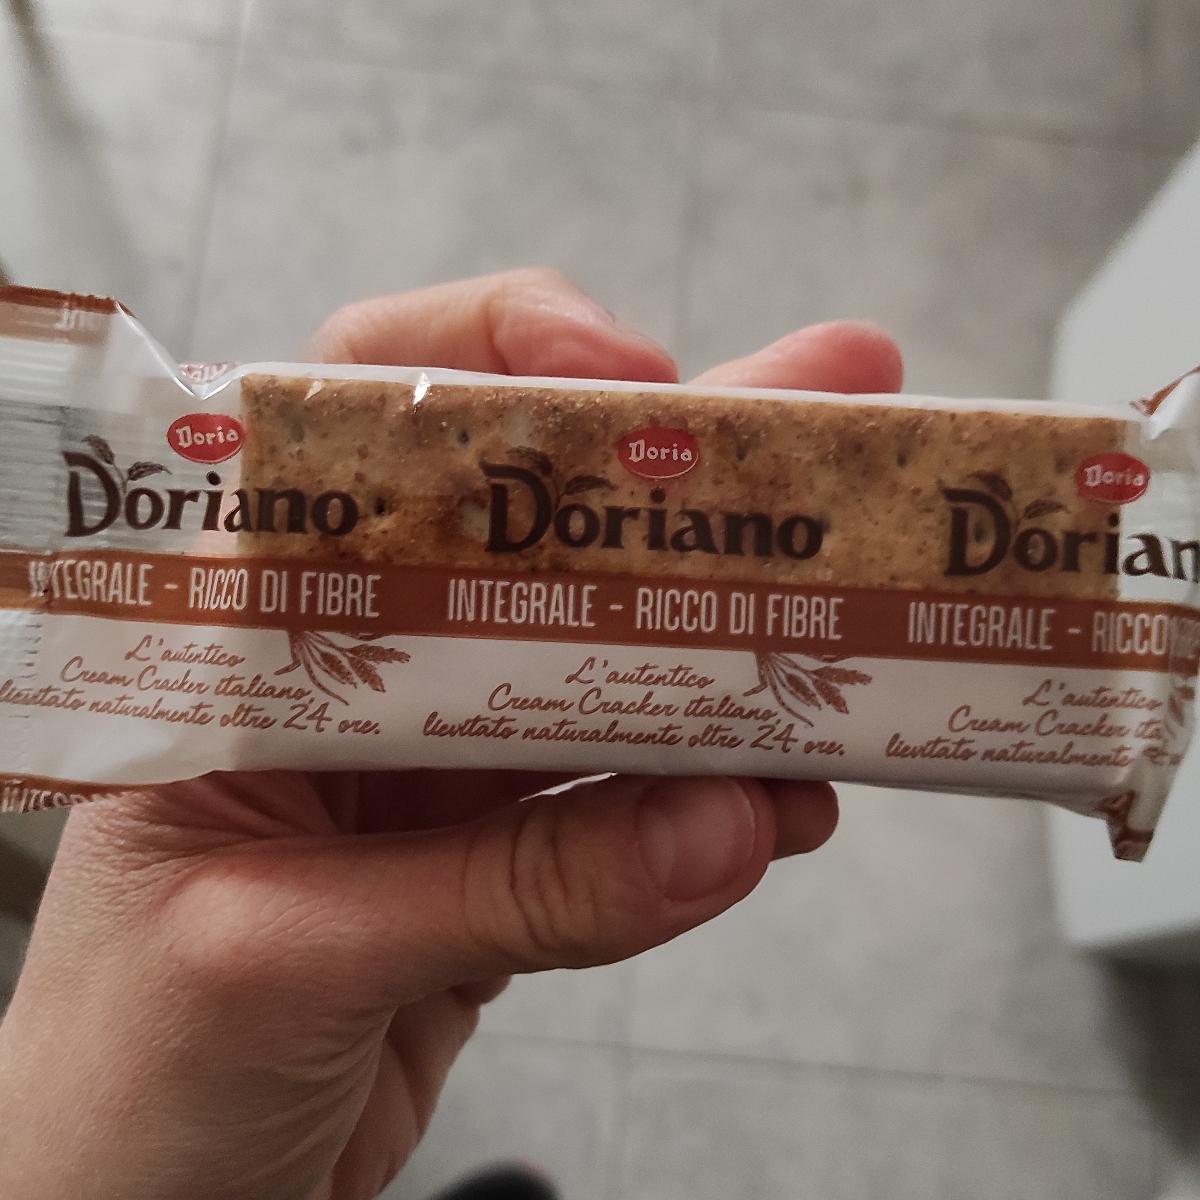 Doria
Doriano
INTEGRALE - RICCO DI FIBRE
L'autentico
Cream Cracker italiano,
lievitato naturalmente oltre 24 ore.
Doria
Doriano
INTEGRALE - RICCO DI FIBRE
L'autentico
Cream Cracker italiano,
lievitato naturalmente oltre 24 ore.
Doria
Dorian
INTEGRALE - RICCO
L'autentico
Cream Cracker ita
lievitato naturalmente